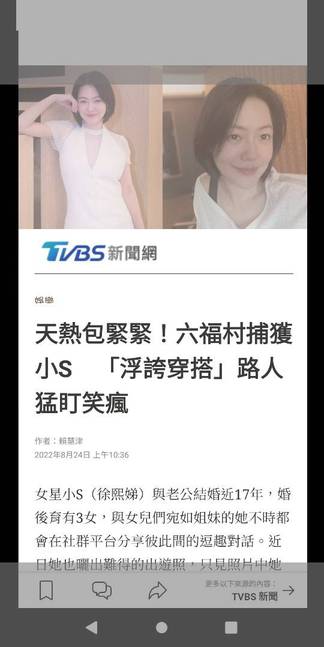 TVBS新聞網
娛樂
天熱包緊緊！六福村捕獲
小S 「浮誇穿搭」路人
猛盯笑瘋
作者：賴慧津
2022年8月24日 上午10:36
女星小S（徐熙娣）與老公結婚近17年，婚
後育有3女，與女兒們宛如姐妹的她不時都
會在社群平台分享彼此間的逗趣對話。近
日她也曬出難得的出遊照，只見照片中她
更多以下來源的內容：
TVBS 新聞